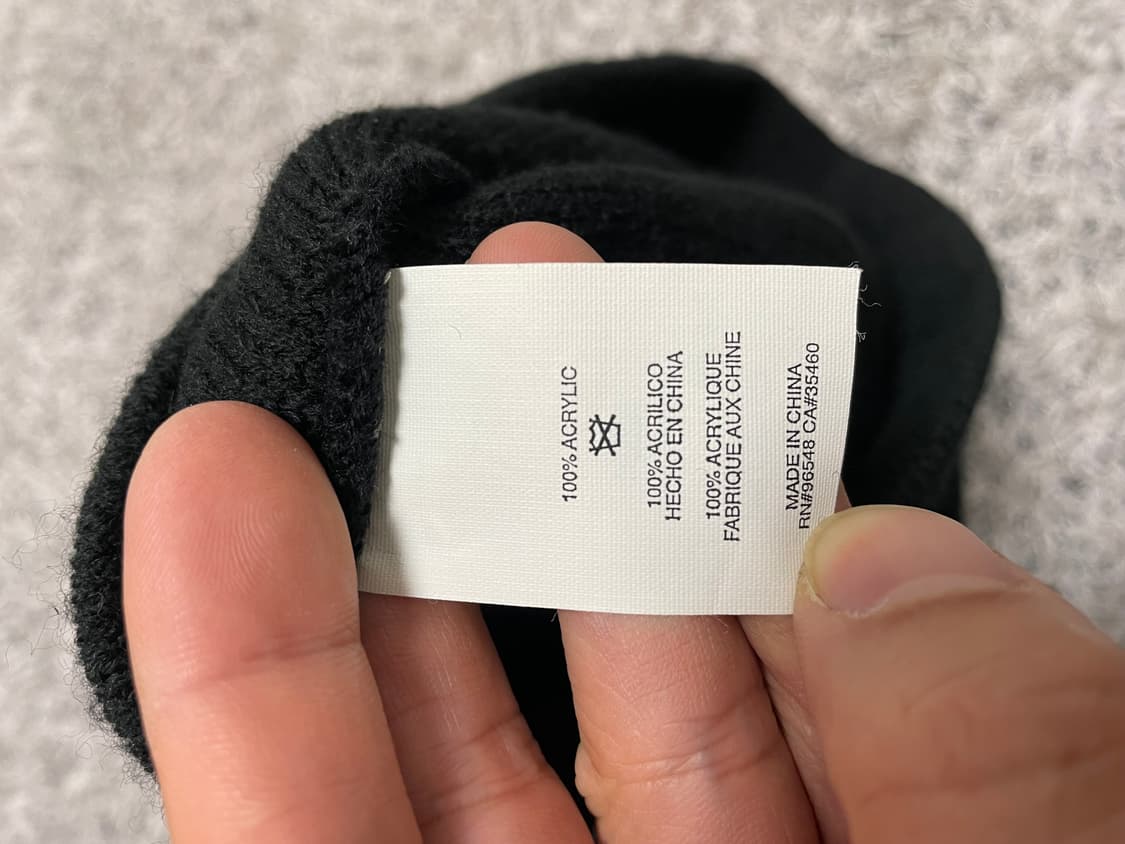 100% ACRYLIC
100% ACRILICO
HECHO EN CHINA
100% ACRYLIQUE
FABRIQUE AUX CHINE
MADE IN CHINA
RN#96548 CA#35460